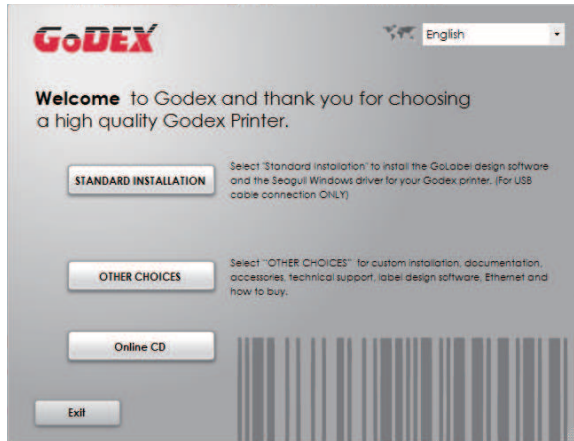 GoDEX
English
Welcome to Godex and thank you for choosing
a high quality Godex Printer.
STANDARD INSTALLATION
Select "Standard Installation" to install the GoLabel design software
and the Seagull Windows driver for your Godex printer. (For USB
cable connection ONLY)
OTHER CHOICES
Select "OTHER CHOICES" for custom installation, documentation,
accessories, technical support, label design software, Ethernet and
how to buy.
Online CD
Exit